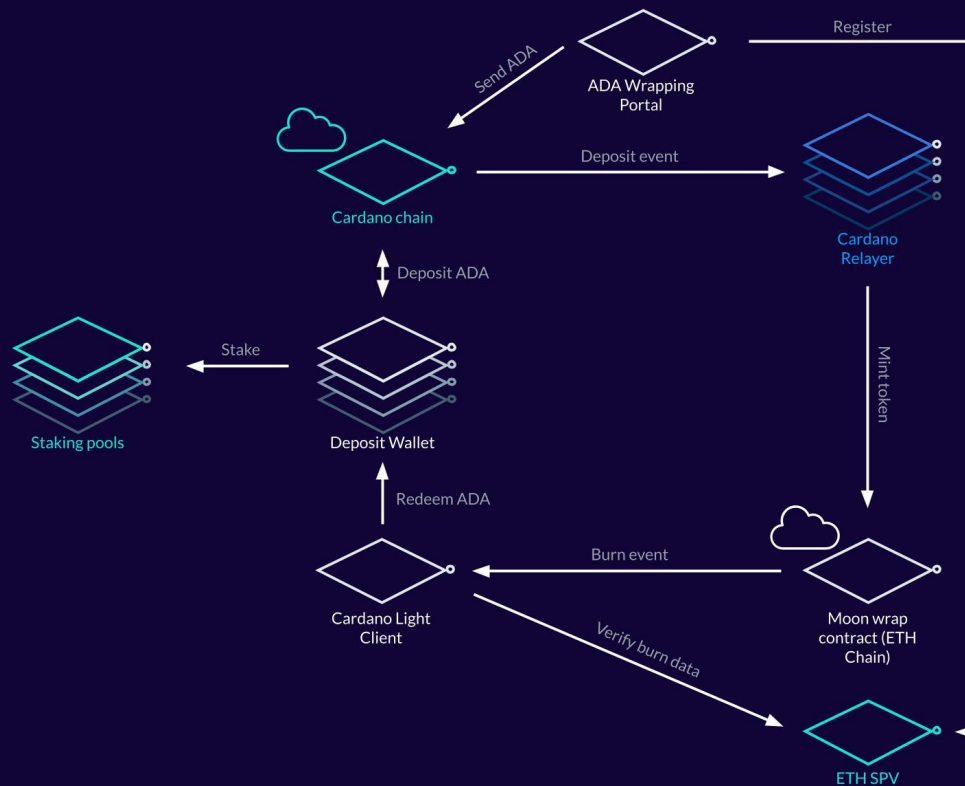 Register
Send ADA
ADA Wrapping
Portal
Deposit event
Cardano chain
Cardano
Relayer
Deposit ADA
Stake
Mint token
Staking pools
Deposit Wallet
Redeem ADA
Burn event
Cardano Light
Client
Moon wrap
contract (ETH
Chain)
Verify burn data
ETH SPV